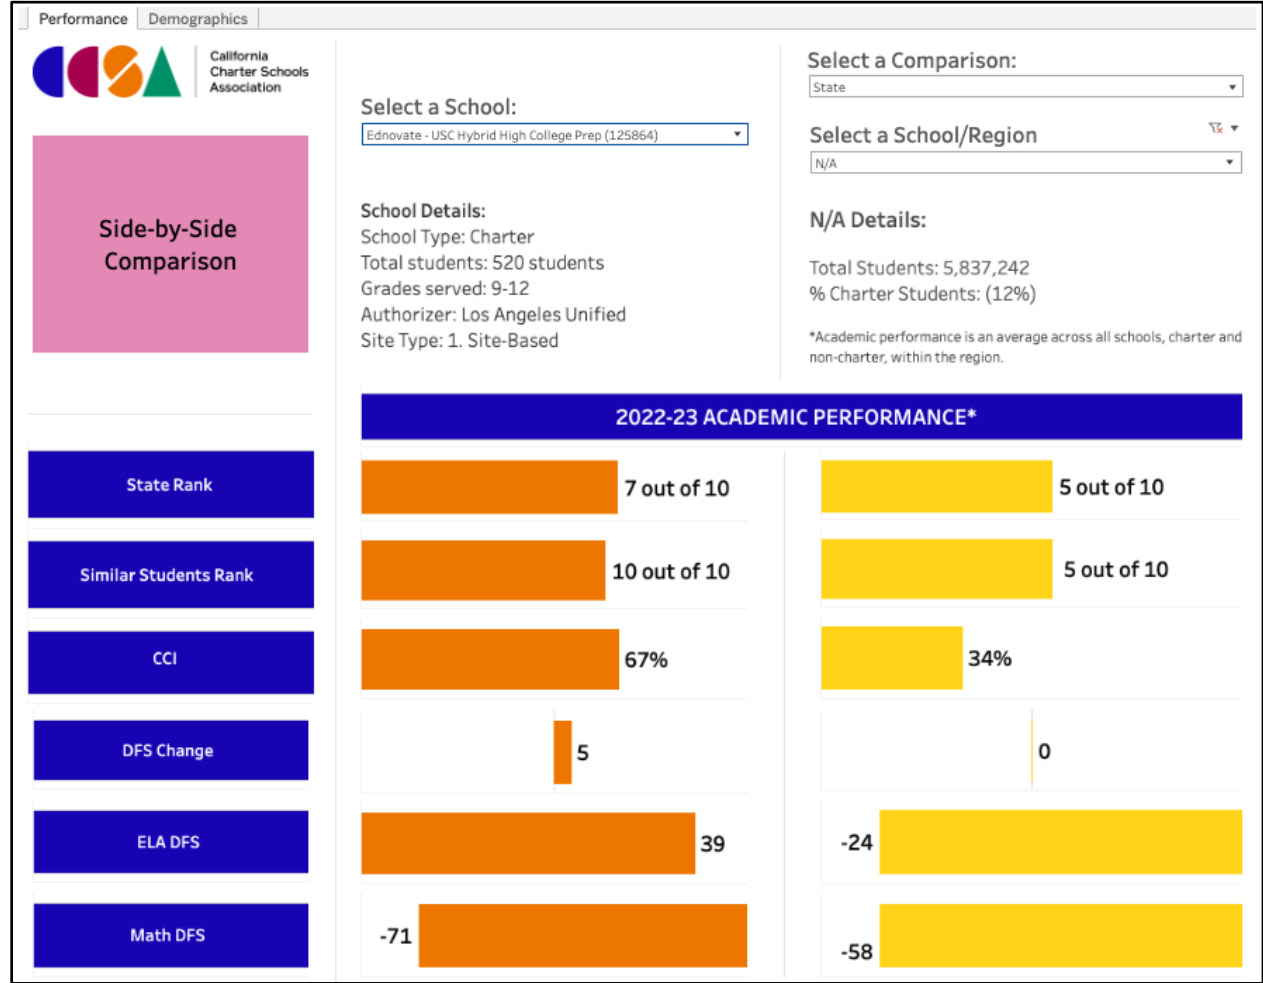 Performance
Demographics
CCSA
California
Charter Schools
Association
Side-by-Side
Comparison
Select a School:
Ednovate - USC Hybrid High College Prep (125864)
School Details:
School Type: Charter
Total students: 520 students
Grades served: 9-12
Authorizer: Los Angeles Unified
Site Type: 1. Site-Based
Select a Comparison:
State
Select a School/Region
N/A
N/A Details:
Total Students: 5,837,242
% Charter Students: (12%)
*Academic performance is an average across all schools, charter and
non-charter, within the region.
2022-23 ACADEMIC PERFORMANCE*
State Rank
7 out of 10
5 out of 10
Similar Students Rank
10 out of 10
5 out of 10
CCI
67%
34%
DFS Change
5
0
ELA DFS
39
-24
Math DFS
-71
-58